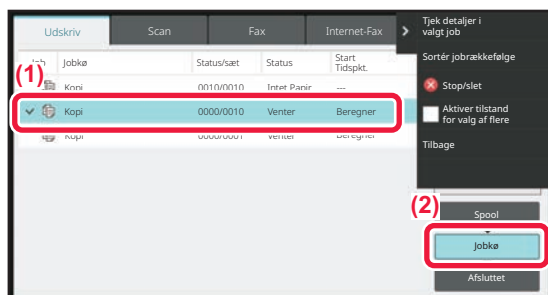 Udskriv Scan Fax Internet-Fax
Tjek detaljer i
valgt job
Sortér jobrækkefølge
Stop/slet
Aktiver tilstand
for valg af flere
Tilbage
Job Jobkø Status/sæt Status Start
Tidspkt.
(1)
Kopi 0010/0010 Intet Papir ---
Kopi 0000/0010 Venter Beregner
Kopi 0000/0001 Venter Beregner
(2)
Spool
Jobkø
Afsluttet